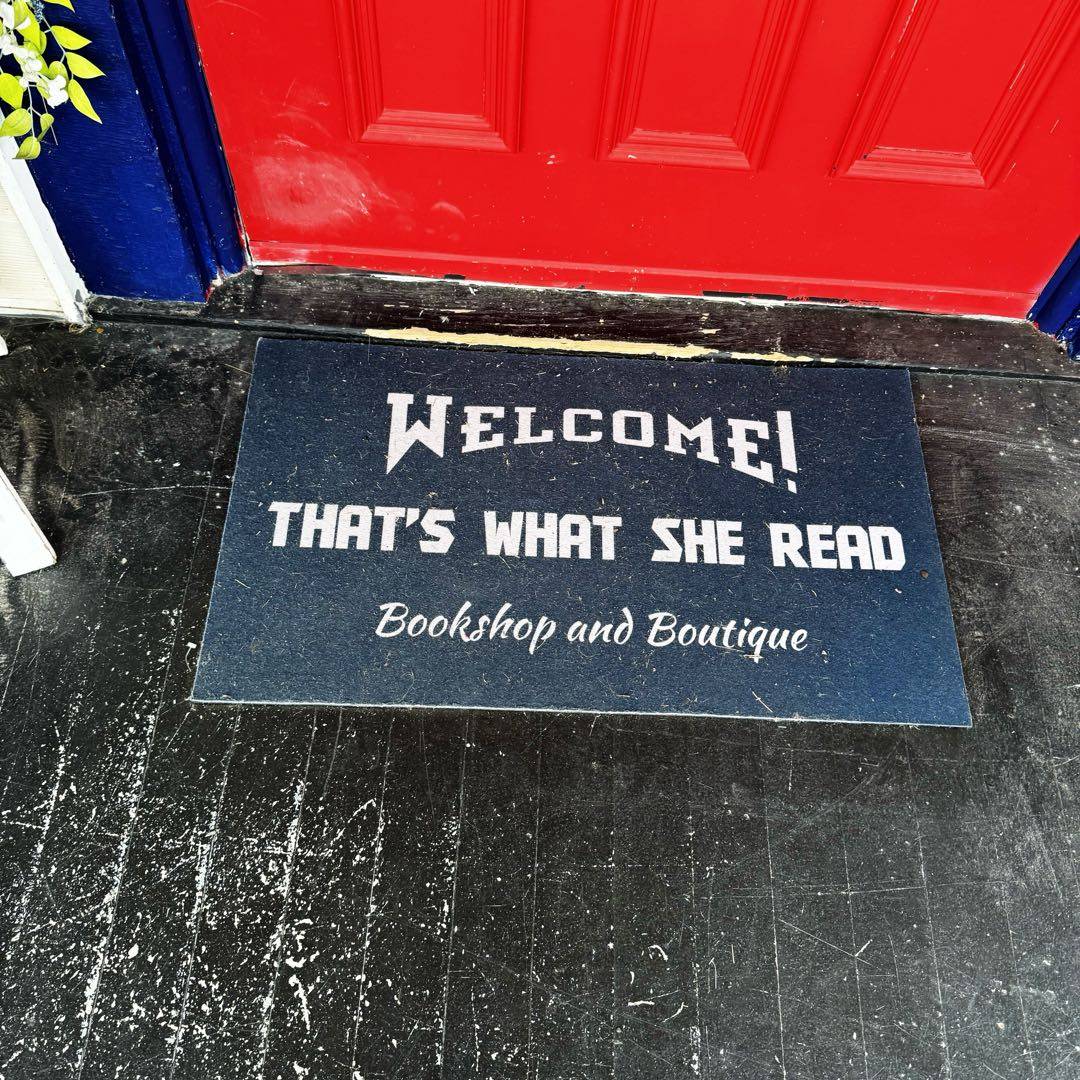 Welcome!
THAT'S WHAT SHE READ
Bookshop and Boutique